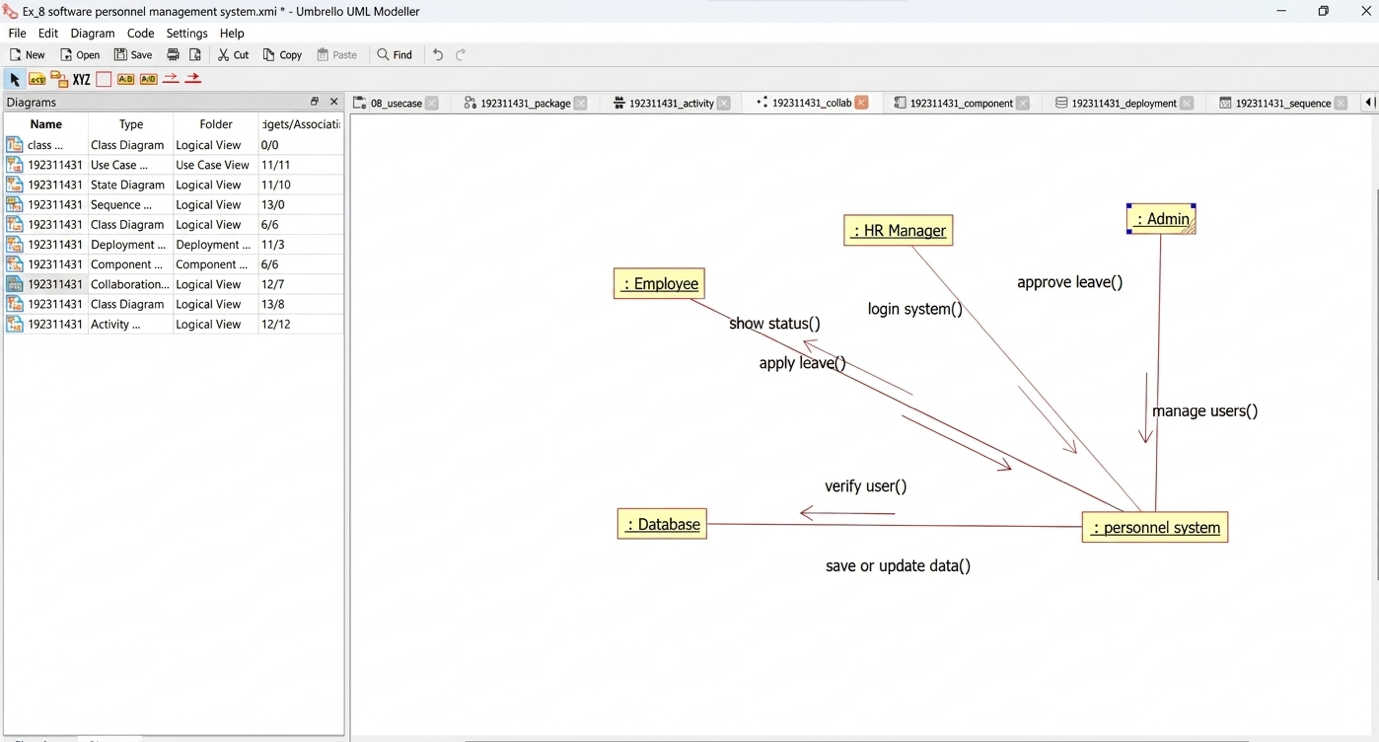 Ex_8 software personnel management system.xmi * - Umbrello UML Modeller
File Edit Diagram Code Settings Help
New Open Save Cut Copy Paste Find
XYZ
Diagrams
08_usecase 192311431_package 192311431_activity 192311431_collab 192311431_component 192311431_deployment 192311431_sequence
Name Type Folder
class ... Class Diagram Logical View 0/0
192311431 Use Case ... Use Case View 11/11
192311431 State Diagram Logical View 11/10
192311431 Sequence ... Logical View 13/0
192311431 Class Diagram Logical View 6/6
192311431 Deployment ... Deployment ... 11/3
192311431 Component ... Component ... 6/6
192311431 Collaboration... Logical View 12/7
192311431 Class Diagram Logical View 13/8
192311431 Activity ... Logical View 12/12
: Admin
: HR Manager
: Employee
approve leave()
login system()
show status()
apply leave()
manage users()
verify user()
: Database
: personnel system
save or update data()